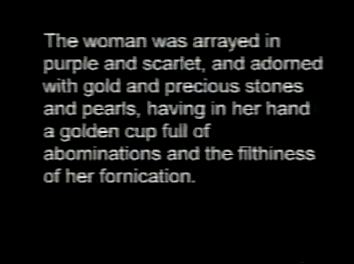 The woman was arrayed in
purple and scarlet, and adorned
with gold and precious stones
and pearls, having in her hand
a golden cup full of
abominations and the filthiness
of her fornication.